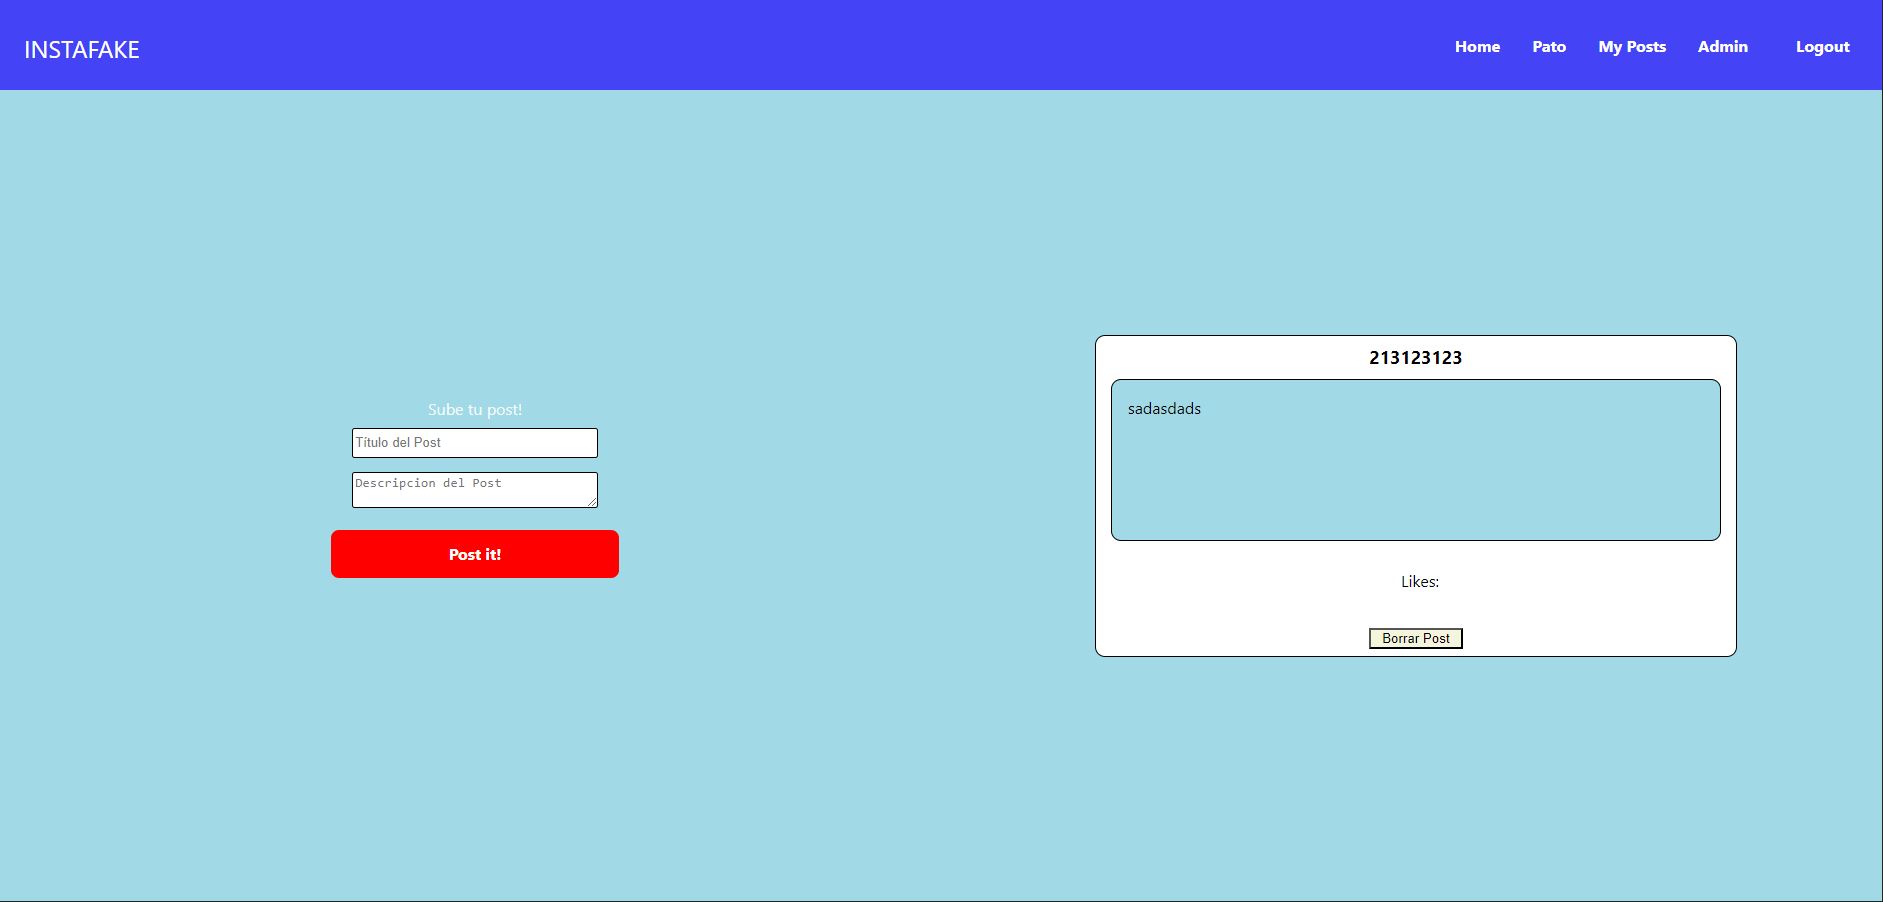 INSTAFAKE
Home Pato My Posts Admin Logout
Sube tu post!
Título del Post
Descripcion del Post
Post it!
213123123
sadasdads
Likes:
Borrar Post